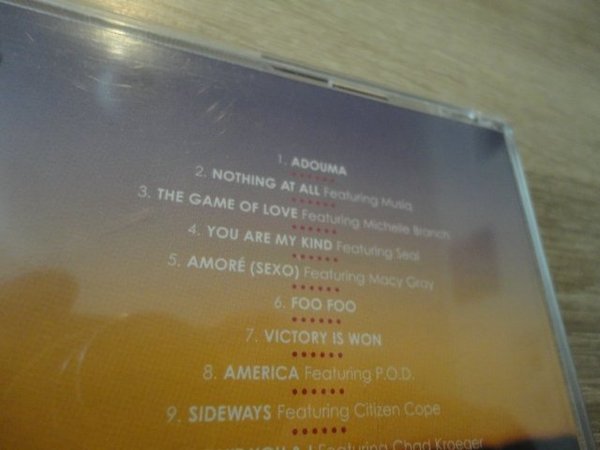 1. ADOUMA
2. NOTHING AT ALL Featuring Musiq
3. THE GAME OF LOVE Featuring Michelle Branch
4. YOU ARE MY KIND Featuring Seal
5. AMORÉ (SEXO) Featuring Macy Gray
6. FOO FOO
7. VICTORY IS WON
8. AMERICA Featuring P.O.D.
9. SIDEWAYS Featuring Citizen Cope
YOU & I Featuring Chad Kroeger